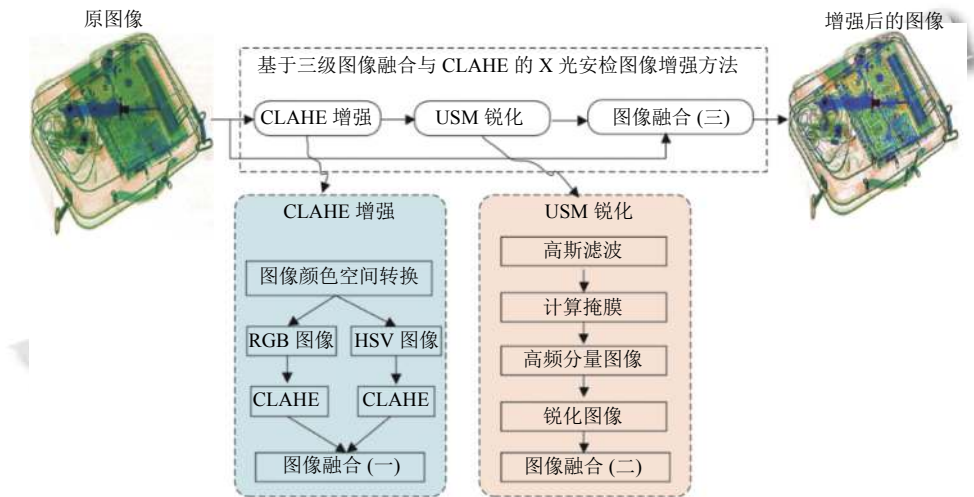 原图像
增强后的图像
基于三级图像融合与 CLAHE 的 X 光安检图像增强方法
CLAHE 增强
USM 锐化
图像融合 (三)
CLAHE 增强
图像颜色空间转换
RGB 图像
HSV 图像
CLAHE
CLAHE
图像融合 (一)
USM 锐化
高斯滤波
计算掩膜
高频分量图像
锐化图像
图像融合 (二)